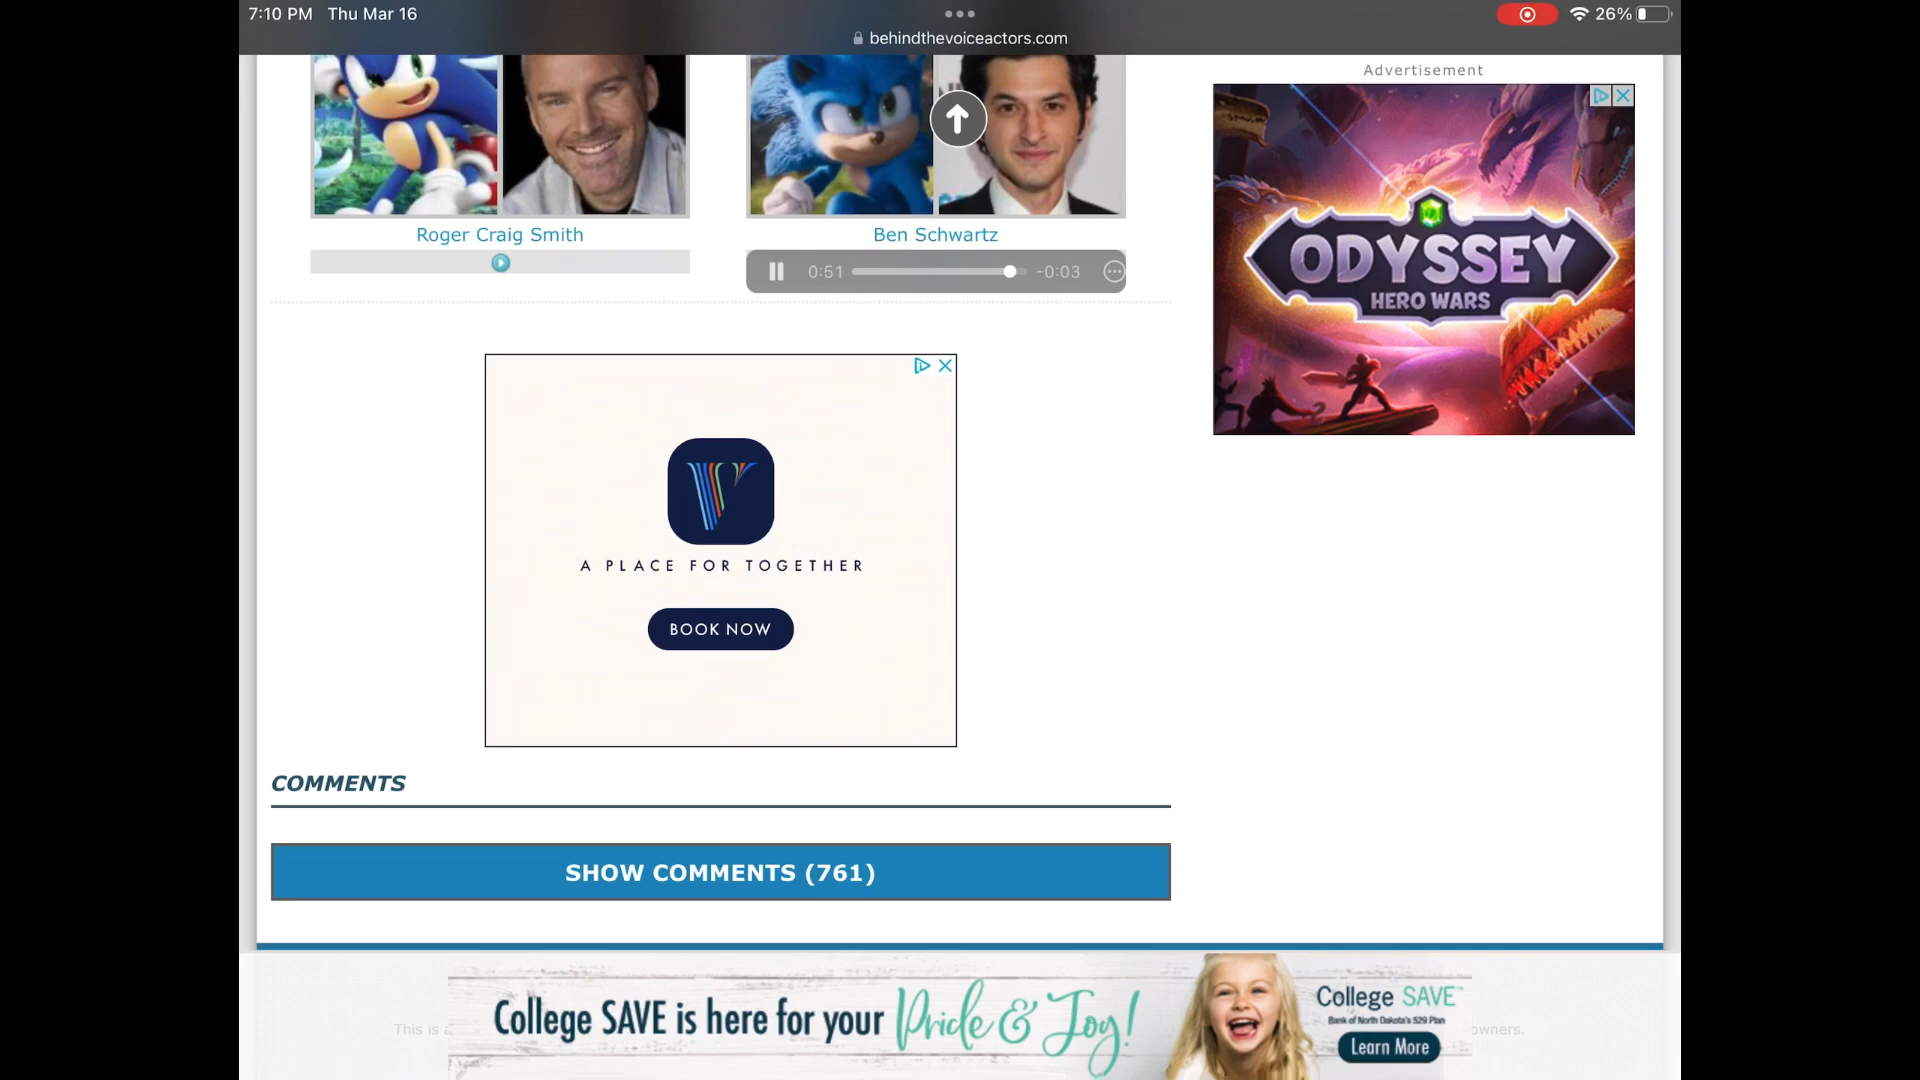 7:10 PM Thu Mar 16
26%
behindthevoiceactors.com
Advertisement
Roger Craig Smith
Ben Schwartz
0:51
-0:03
ODYSSEY
HERO WARS
A PLACE FOR TOGETHER
BOOK NOW
COMMENTS
SHOW COMMENTS (761)
College SAVE is here for your Pride & Joy!
College SAVE
Bank of North Dakota's 529 Plan
Learn More
This is a
owners.